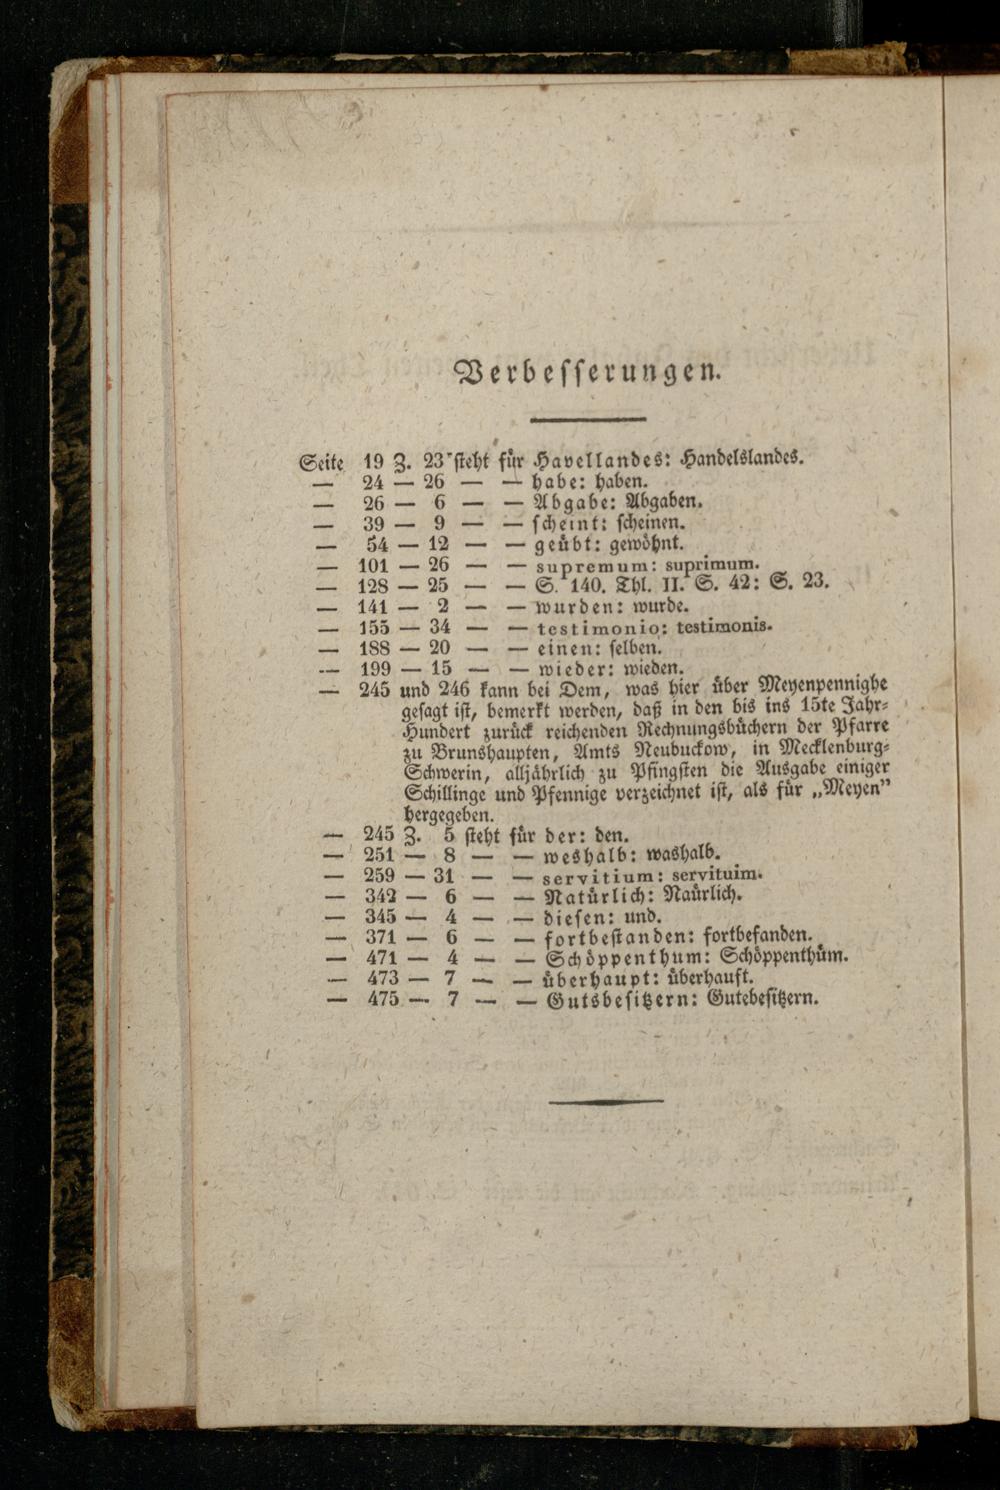 Verbesserungen.
Seite 19 Z. 23 steht für Havellandes: Handelslandes.
— 24 — 26 — — habe: haben.
— 26 — 6 — — Abgabe: Abgaben.
— 39 — 9 — — scheint: scheinen.
— 54 — 12 — — geübt: gewöhnt.
— 101 — 26 — — supremum: suprimum.
— 128 — 25 — — S. 140. Thl. II. S. 42: S. 23.
— 141 — 2 — — wurden: wurde.
— 155 — 34 — — testimonio: testimonis.
— 188 — 20 — — einen: selben.
— 199 — 15 — — wieder: wieden.
— 245 und 246 kann bei Dem, was hier über Meyenpennighe
gesagt ist, bemerkt werden, daß in den bis ins 15te Jahr-
Hundert zurück reichenden Rechnungsbüchern der Pfarre
zu Brunshaupten, Amts Neubuckow, in Mecklenburg-
Schwerin, alljährlich zu Pfingsten die Ausgabe einiger
Schillinge und Pfennige verzeichnet ist, als für „Meyen”
hergegeben.
— 245 Z. 5 steht für der: den.
— 251 — 8 — — weshalb: washalb.
— 259 — 31 — — servitium: servituim.
— 342 — 6 — — Natürlich: Naürlich.
— 345 — 4 — — diesen: und.
— 371 — 6 — — fortbestanden: fortbefanden.
— 471 — 4 — — Schöppenthum: Schöppenthüm.
— 473 — 7 — — überhaupt: überhauft.
— 475 — 7 — — Gutsbesitzern: Gutebesitzern.